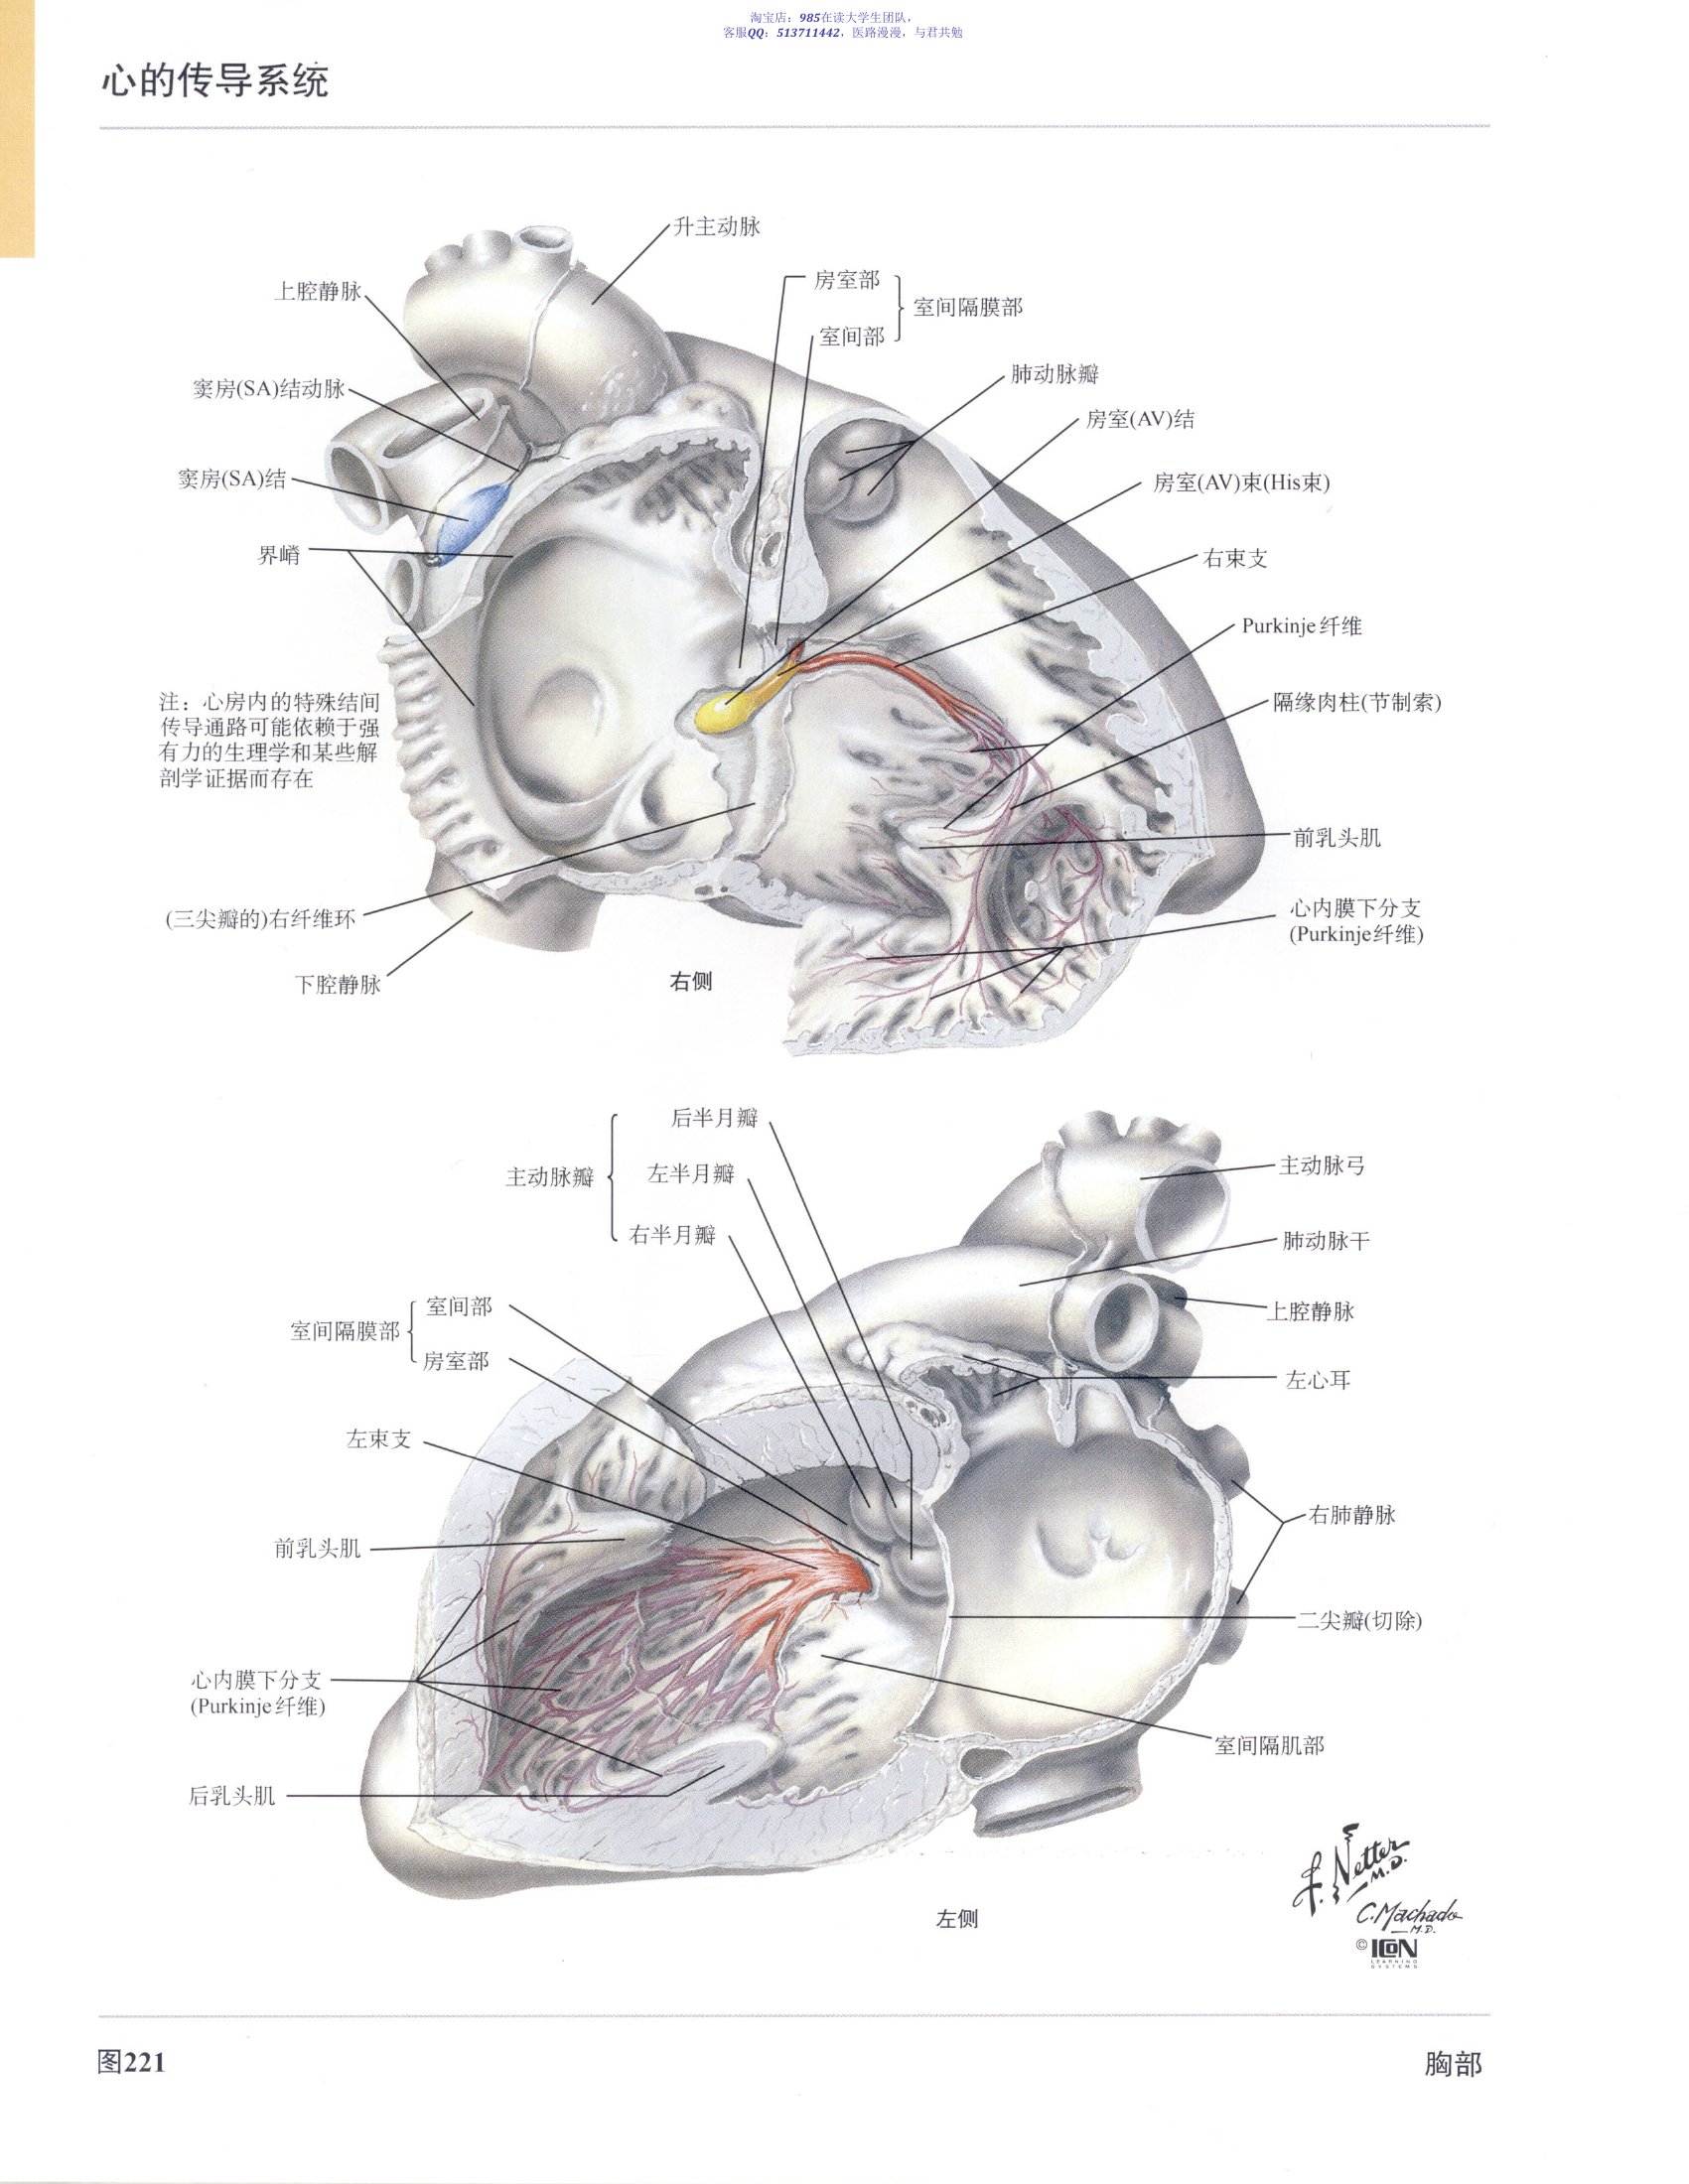 淘宝店：985在读大学生团队，
客服QQ：513711442，医路漫漫，与君共勉
心的传导系统
升主动脉
上腔静脉
房室部
室间隔膜部
室间部
窦房(SA)结动脉
肺动脉瓣
房室(AV)结
窦房(SA)结
房室(AV)束(His束)
界嵴
右束支
Purkinje纤维
注：心房内的特殊结间
传导通路可能依赖于强
有力的生理学和某些解
剖学证据而存在
隔缘肉柱(节制索)
前乳头肌
(三尖瓣的)右纤维环
心内膜下分支
(Purkinje纤维)
下腔静脉
右侧
后半月瓣
主动脉瓣
左半月瓣
右半月瓣
主动脉弓
肺动脉干
室间部
室间隔膜部
房室部
上腔静脉
左心耳
左束支
右肺静脉
前乳头肌
二尖瓣(切除)
心内膜下分支
(Purkinje纤维)
室间隔肌部
后乳头肌
左侧
F. Netter
M.D.
C. Machado
M.D.
© ICON
LEARNING
SYSTEMS
图221
胸部